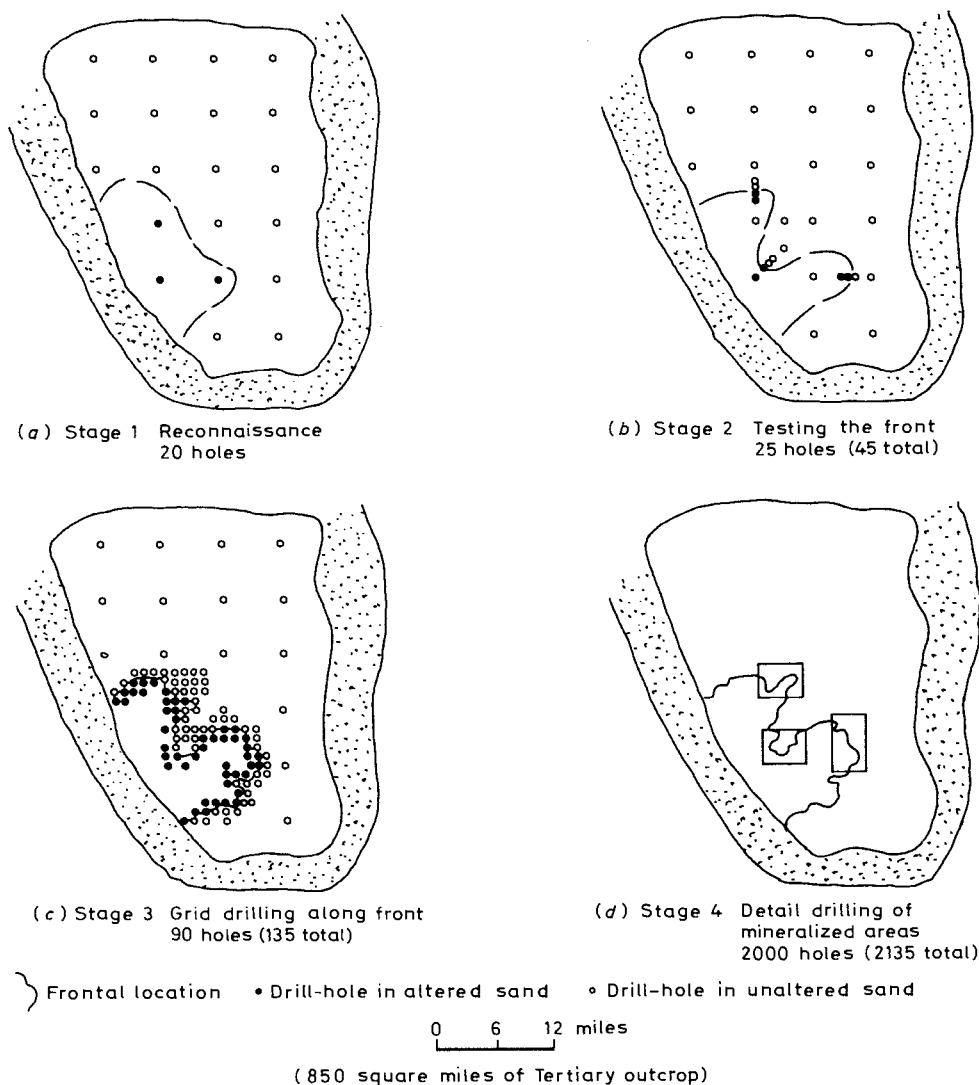 (a) Stage 1 Reconnaissance
20 holes
(b) Stage 2 Testing the front
25 holes (45 total)
(c) Stage 3 Grid drilling along front
90 holes (135 total)
(d) Stage 4 Detail drilling of
mineralized areas
2000 holes (2135 total)
Frontal location • Drill-hole in altered sand ° Drill-hole in unaltered sand
0 6 12 miles
(850 square miles of Tertiary outcrop)